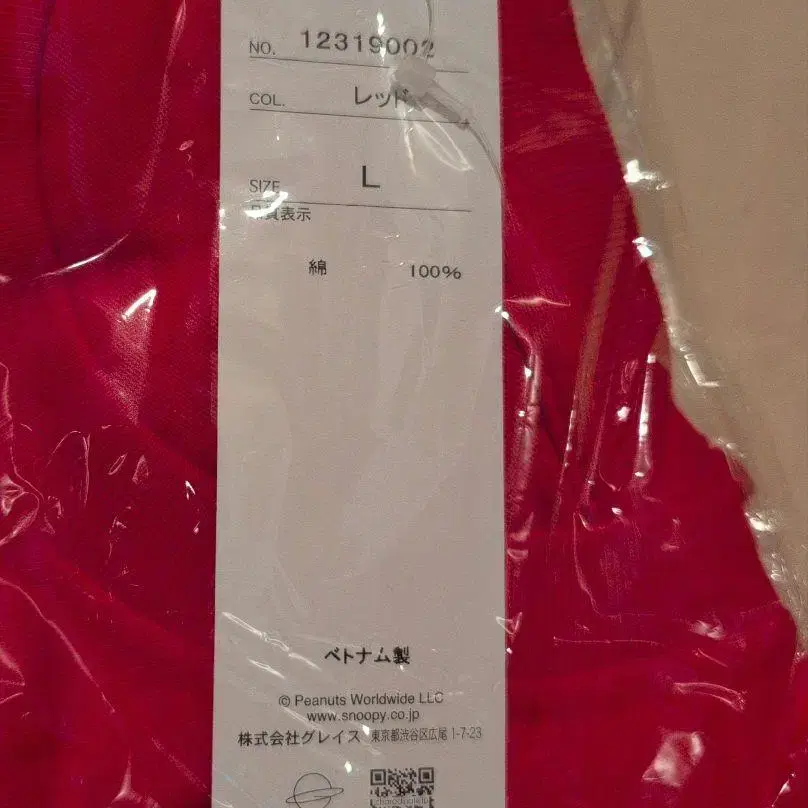 NO. 12319002
COL. レッド
SIZE L
品質表示
綿 100%
ベトナム製
© Peanuts Worldwide LLC
www.snoopy.co.jp
株式会社グレイス 東京都渋谷区広尾 1-7-23